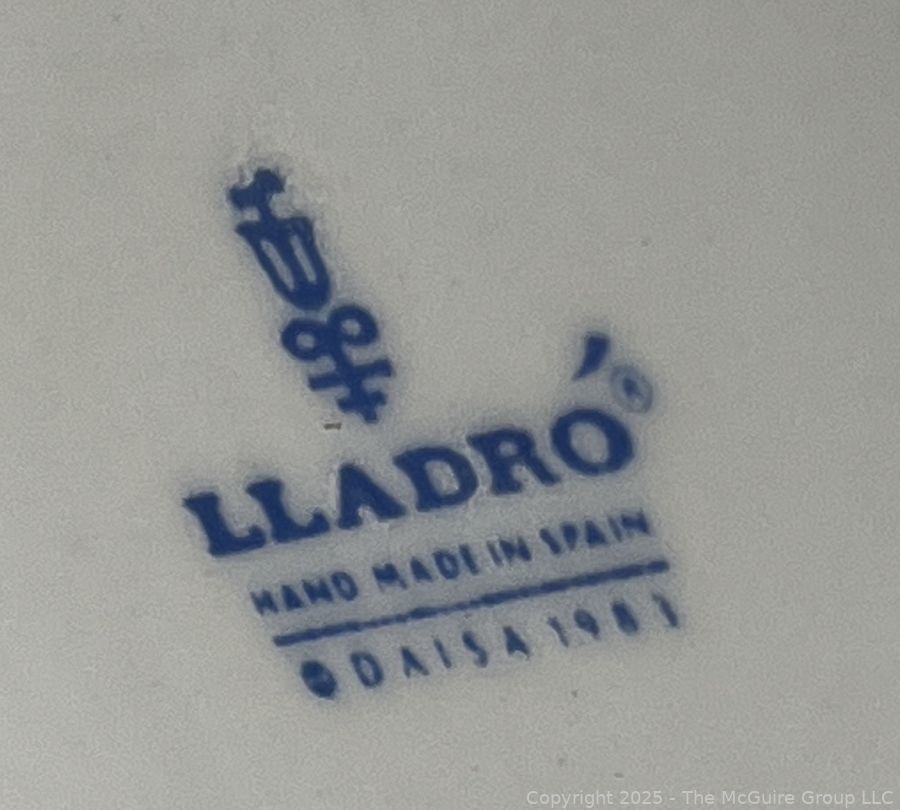 LLADRÓ®
HAND MADE IN SPAIN
© DAISA 1983
Copyright 2025 - The McGuire Group LLC